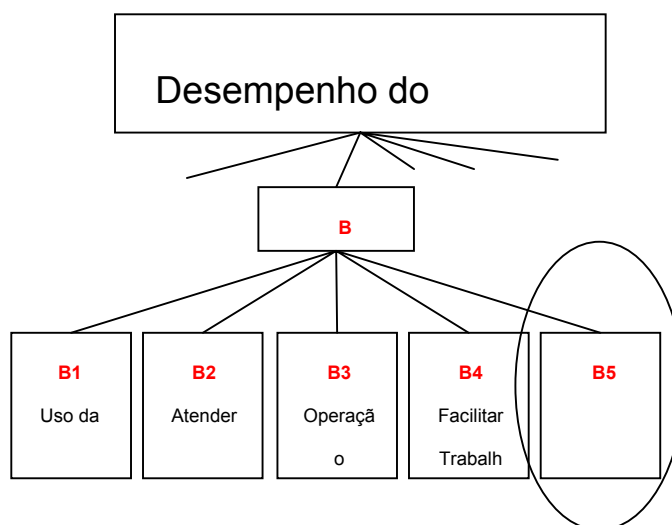 Desempenho do
B
B1
B2
B3
B4
B5
Uso da
Atender
Operaçã
Facilitar
o
Trabalh